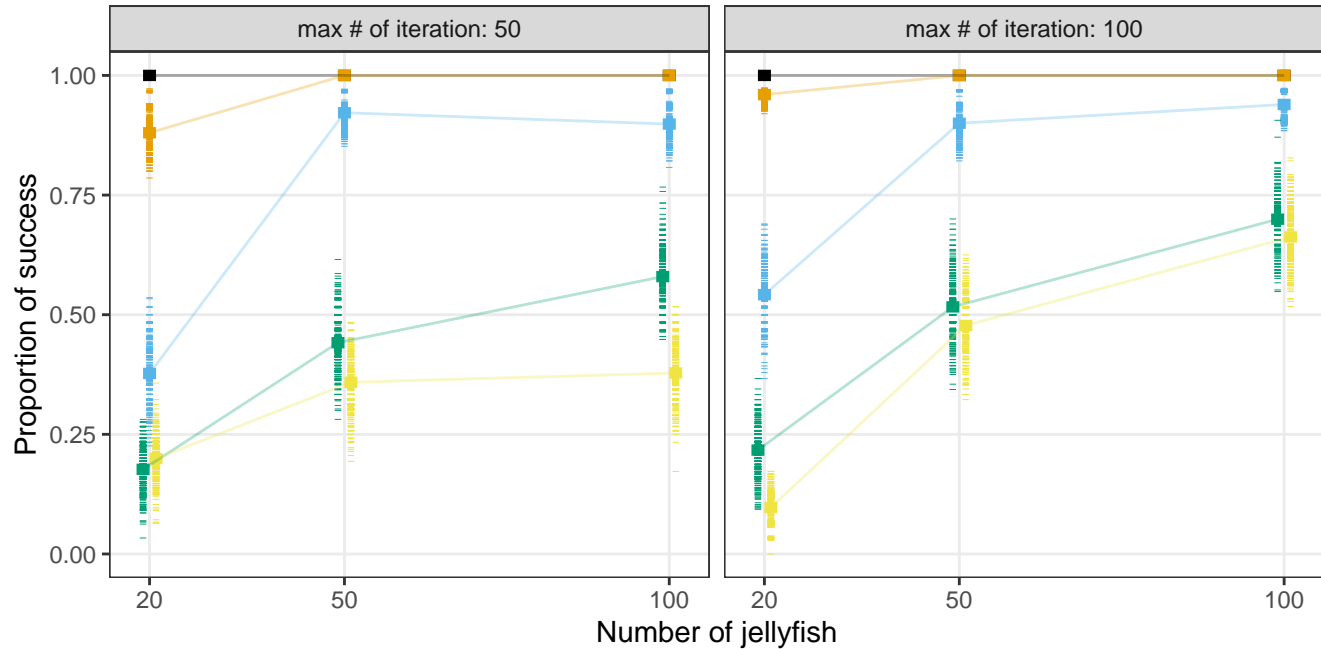 max # of iteration: 50
max # of iteration: 100
1.00
0.75
0.50
0.25
0.00
Proportion of success
20
50
100
20
50
100
Number of jellyfish